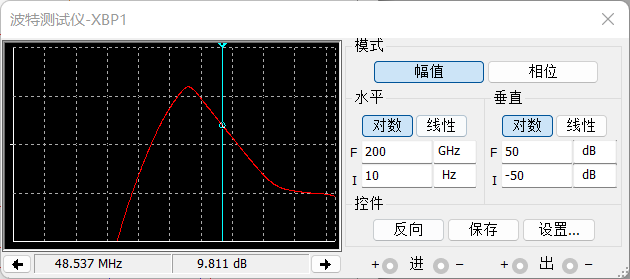 波特测试仪-XBP1
模式
幅值 相位
水平 垂直
对数 线性 对数 线性
F 200 GHz F 50 dB
I 10 Hz I -50 dB
控件
反向 保存 设置...
48.537 MHz 9.811 dB
+ 进 − + 出 −